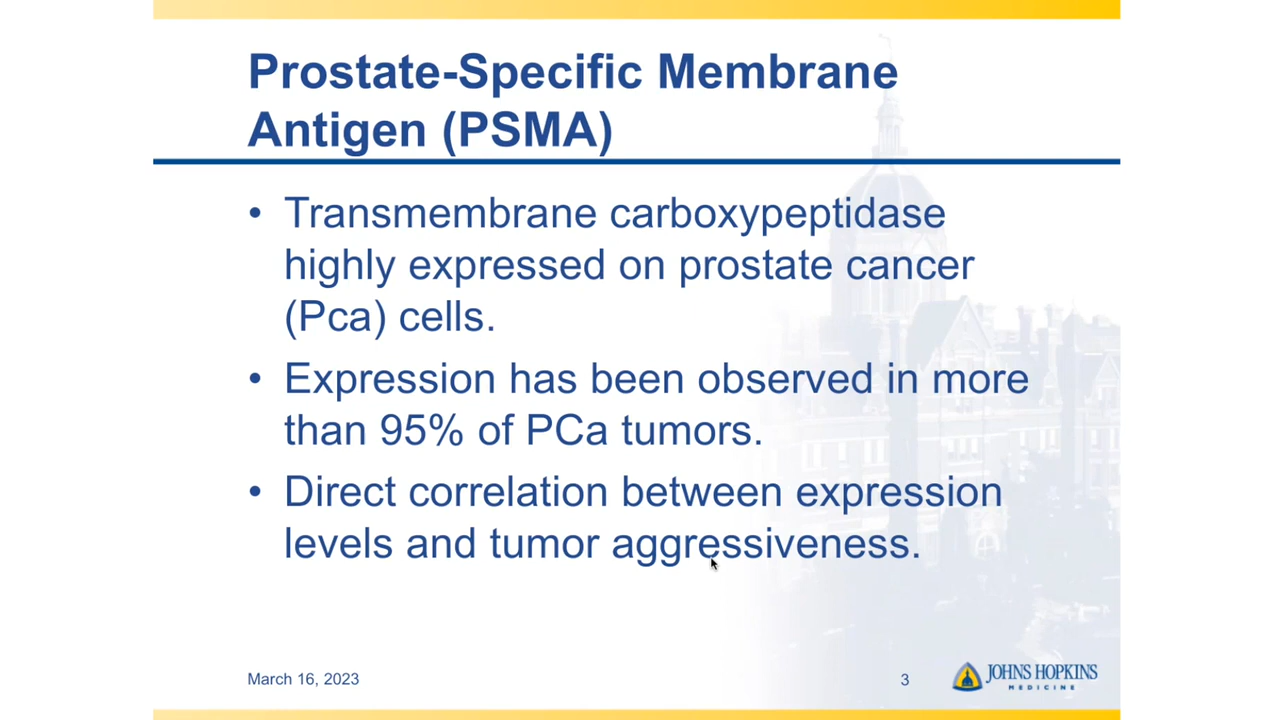 Prostate-Specific Membrane
Antigen (PSMA)
• Transmembrane carboxypeptidase
highly expressed on prostate cancer
(Pca) cells.
• Expression has been observed in more
than 95% of PCa tumors.
• Direct correlation between expression
levels and tumor aggressiveness.
March 16, 2023
3
JOHNS HOPKINS
MEDICINE